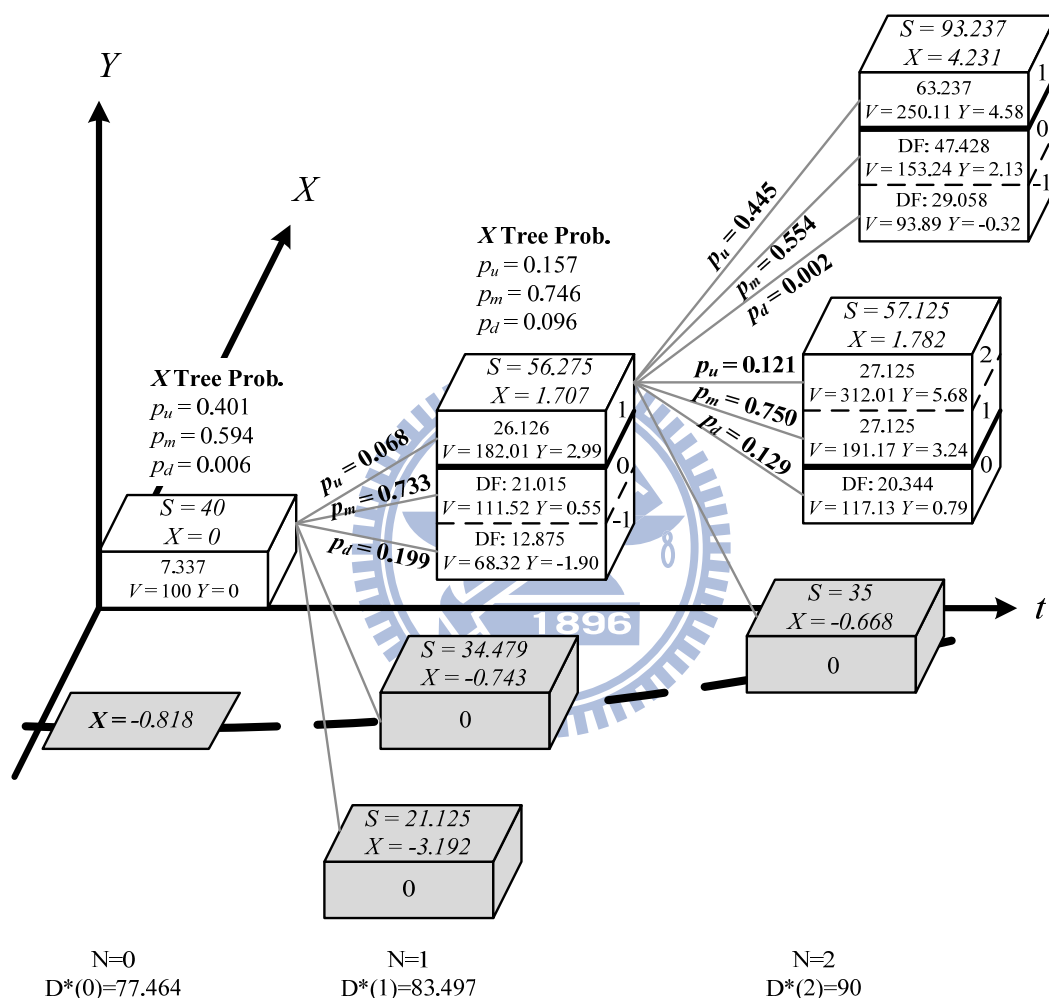 Y
X
t
X Tree Prob.
p_u = 0.401
p_m = 0.594
p_d = 0.006
S = 40
X = 0
7.337
V = 100 Y = 0
X = -0.818
p_u = 0.068
p_m = 0.733
p_d = 0.199
X Tree Prob.
p_u = 0.157
p_m = 0.746
p_d = 0.096
S = 56.275
X = 1.707
26.126
V = 182.01 Y = 2.99
DF: 21.015
V = 111.52 Y = 0.55
DF: 12.875
V = 68.32 Y = -1.90
1
0
-1
S = 34.479
X = -0.743
0
S = 21.125
X = -3.192
0
p_u = 0.445
p_m = 0.554
p_d = 0.002
S = 93.237
X = 4.231
63.237
V = 250.11 Y = 4.58
DF: 47.428
V = 153.24 Y = 2.13
DF: 29.058
V = 93.89 Y = -0.32
1
0
-1
p_u = 0.121
p_m = 0.750
p_d = 0.129
S = 57.125
X = 1.782
27.125
V = 312.01 Y = 5.68
27.125
V = 191.17 Y = 3.24
DF: 20.344
V = 117.13 Y = 0.79
2
1
0
S = 35
X = -0.668
0
1896
N=0
D*(0)=77.464
N=1
D*(1)=83.497
N=2
D*(2)=90